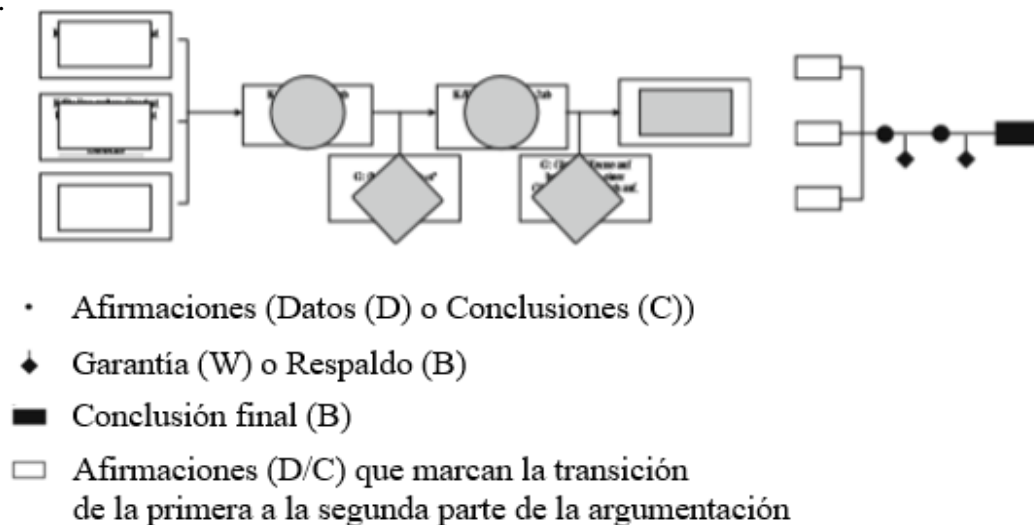 Afirmaciones (Datos (D) o Conclusiones (C))
Garantía (W) o Respaldo (B)
Conclusión final (B)
Afirmaciones (D/C) que marcan la transición
de la primera a la segunda parte de la argumentación